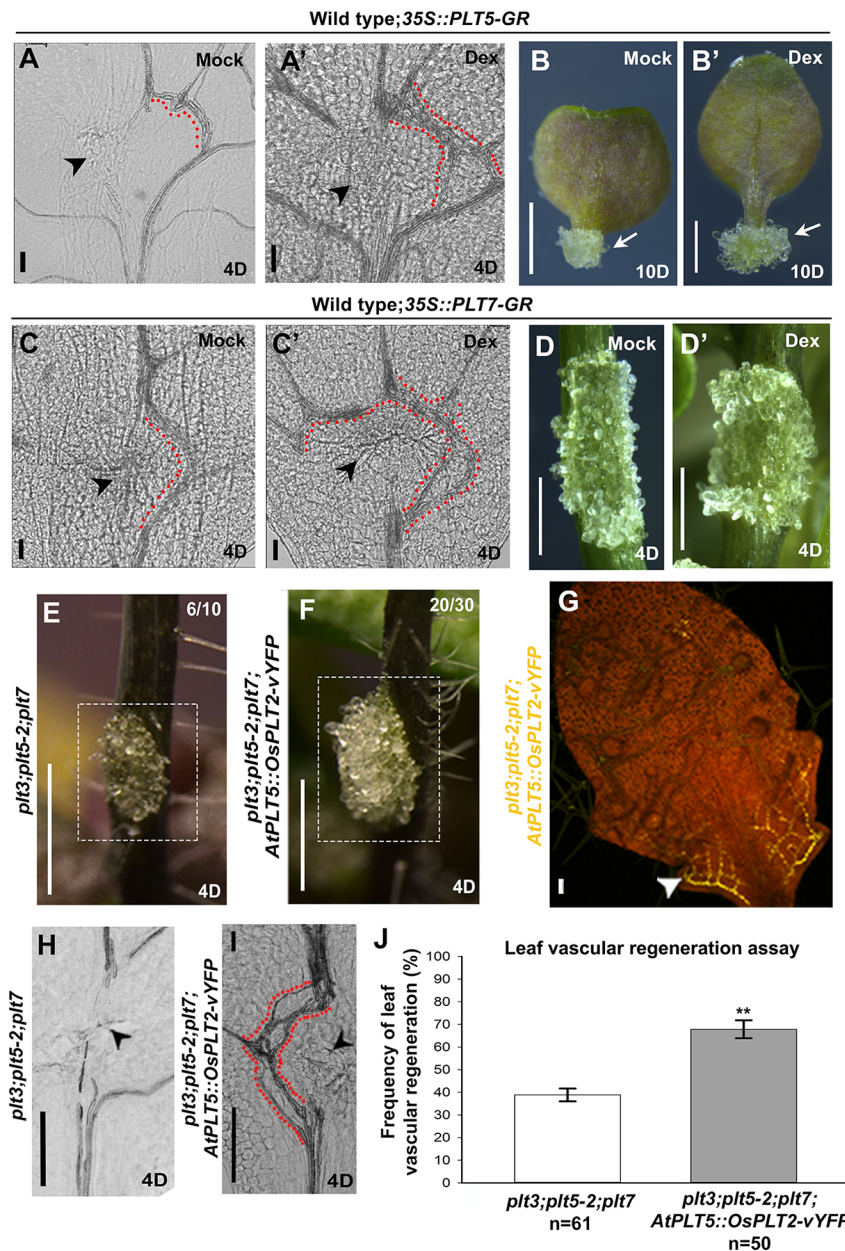 Wild type;35S::PLT5-GR
A Mock
4D
A’ Dex
4D
B Mock
10D
B’ Dex
10D
Wild type;35S::PLT7-GR
C Mock
4D
C’ Dex
4D
D Mock
4D
D’ Dex
4D
plt3;plt5-2;plt7
E 6/10
4D
plt3;plt5-2;plt7;
AtPLT5::OsPLT2-vYFP
F 20/30
4D
plt3;plt5-2;plt7;
AtPLT5::OsPLT2-vYFP
G
plt3;plt5-2;plt7
H
4D
plt3;plt5-2;plt7;
AtPLT5::OsPLT2-vYFP
I
4D
J
Leaf vascular regeneration assay
Frequency of leaf
vascular regeneration (%)
100
90
80
70
60
50
40
30
20
10
0
**
plt3;plt5-2;plt7
n=61
plt3;plt5-2;plt7;
AtPLT5::OsPLT2-vYFP
n=50